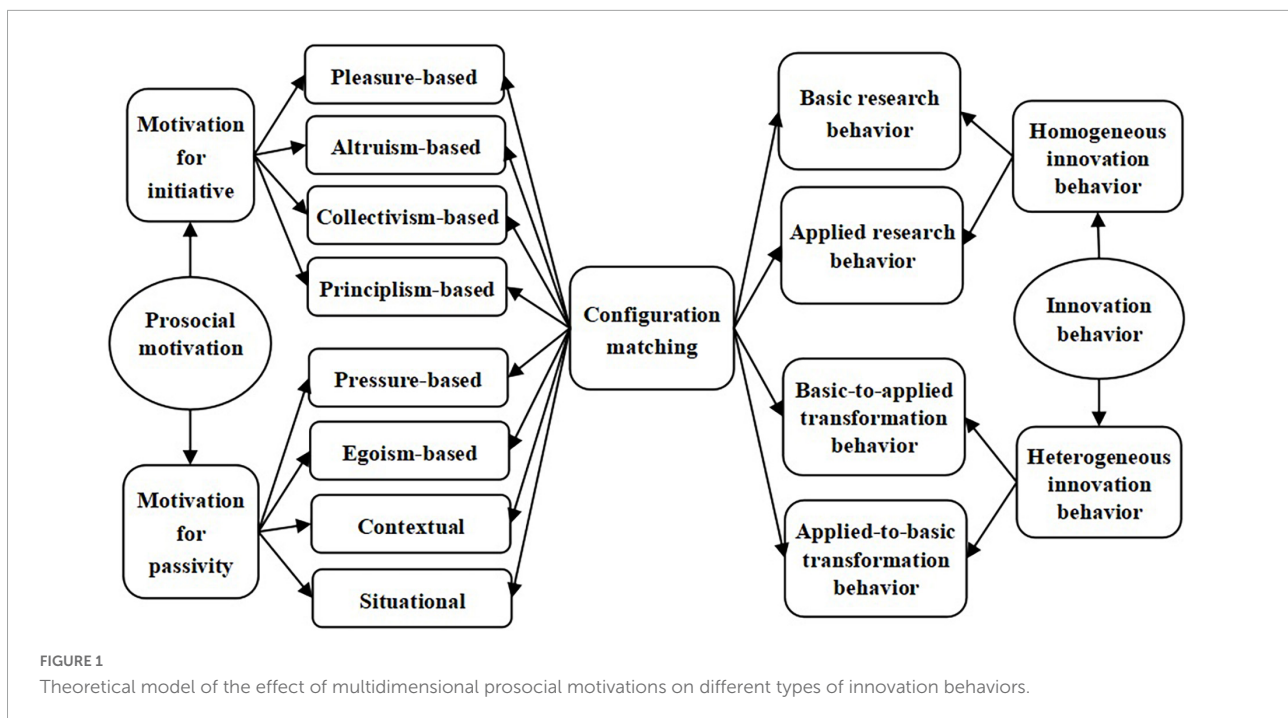 Pleasure-based
Motivation
for
initiative
Altruism-based
Collectivism-based
Principlism-based
Prosocial
motivation
Pressure-based
Egoism-based
Motivation
for
passivity
Contextual
Situational
Configuration
matching
Basic research
behavior
Applied research
behavior
Basic-to-applied
transformation
behavior
Applied-to-basic
transformation
behavior
Homogeneous
innovation
behavior
Innovation
behavior
Heterogeneous
innovation
behavior
FIGURE 1
Theoretical model of the effect of multidimensional prosocial motivations on different types of innovation behaviors.